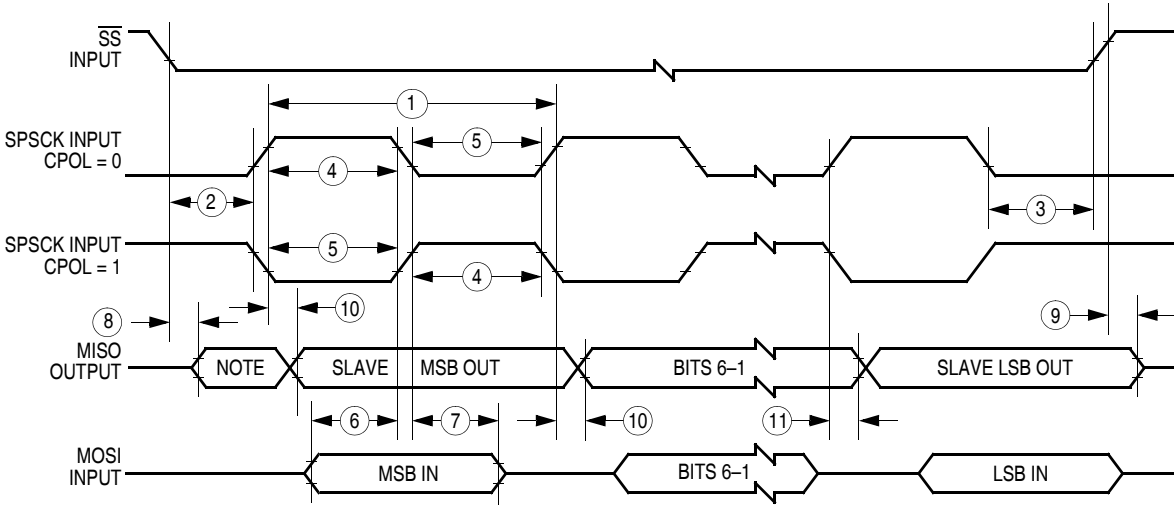 SS
INPUT
1
SPSCK INPUT
CPOL = 0
5
4
2
3
SPSCK INPUT
CPOL = 1
5
4
8
10
9
MISO
OUTPUT
NOTE
SLAVE MSB OUT
BITS 6–1
SLAVE LSB OUT
6
7
10
11
MOSI
INPUT
MSB IN
BITS 6–1
LSB IN